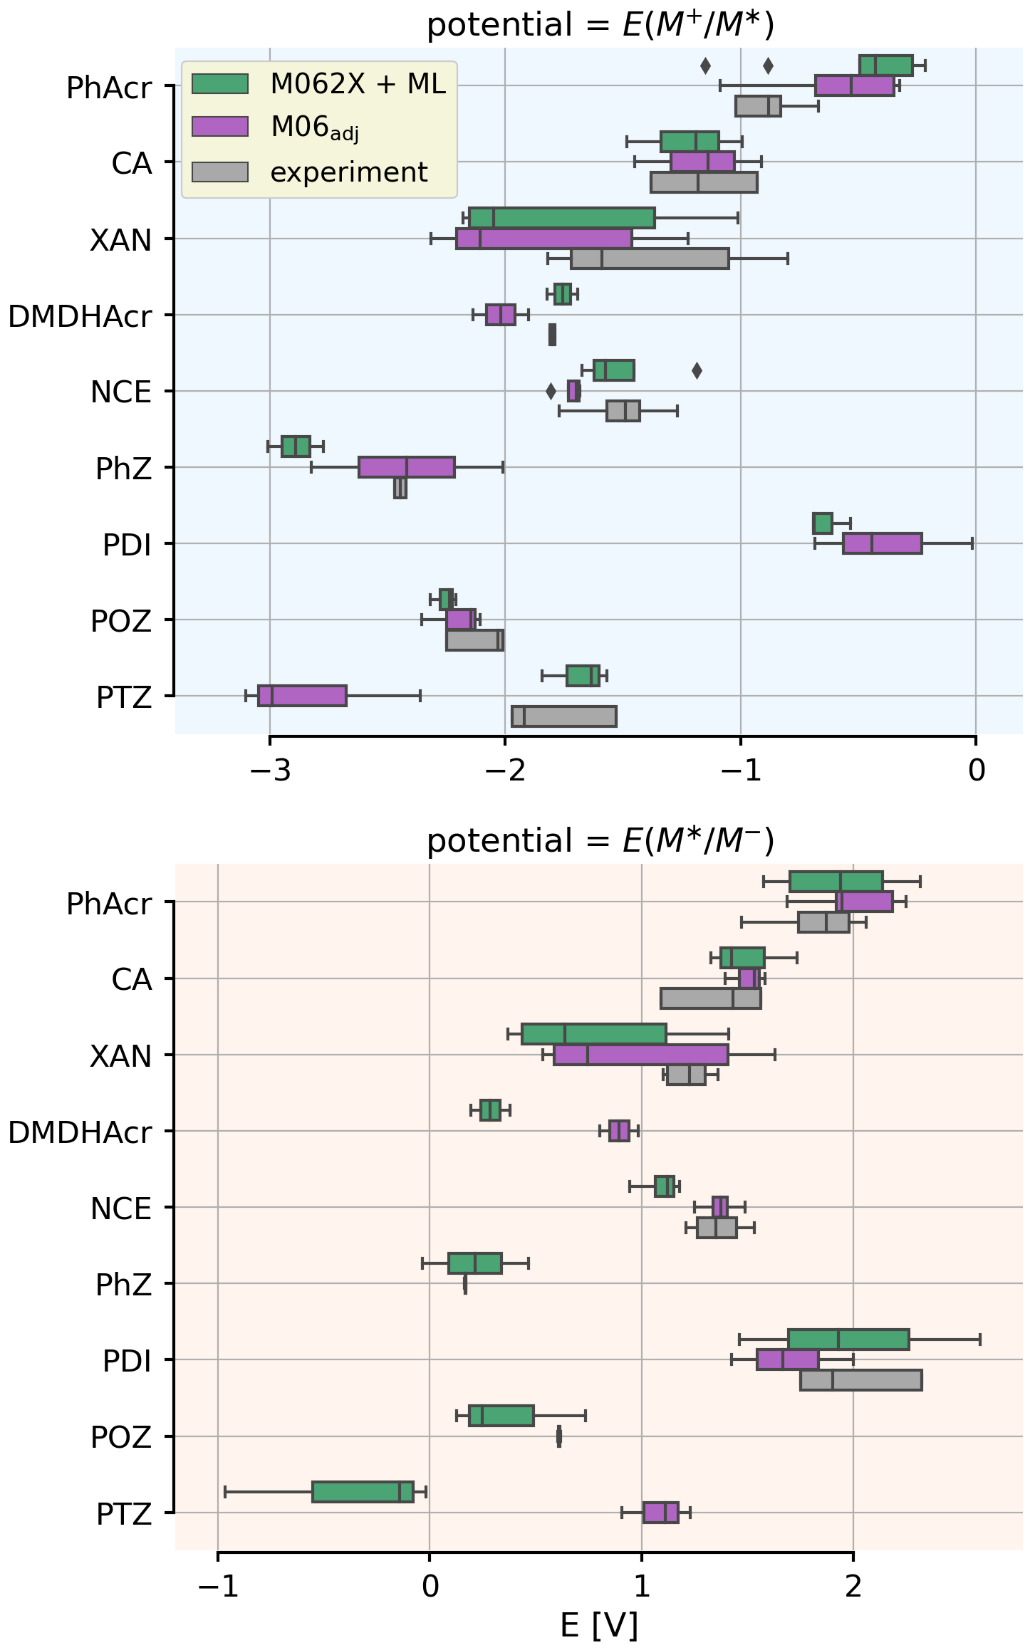 potential = E(M⁺/M*)
M062X + ML
M06adj
experiment
PhAcr
CA
XAN
DMDHAcr
NCE
PhZ
PDI
POZ
PTZ
−3 −2 −1 0
potential = E(M*/M⁻)
PhAcr
CA
XAN
DMDHAcr
NCE
PhZ
PDI
POZ
PTZ
−1 0 1 2
E [V]